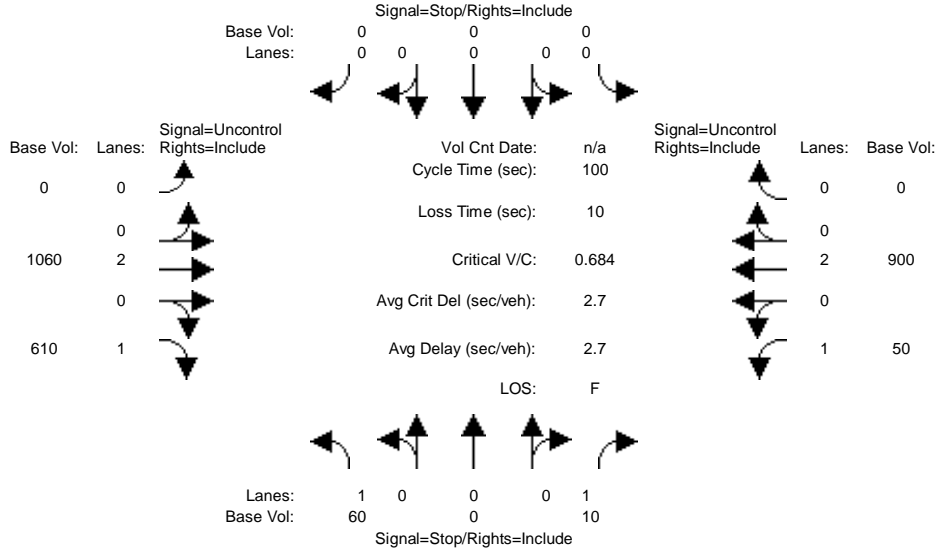 Signal=Stop/Rights=Include
Base Vol: 0 0 0
Lanes: 0 0 0 0 0
Signal=Uncontrol Signal=Uncontrol
Base Vol: Lanes: Rights=Include Vol Cnt Date: n/a Rights=Include Lanes: Base Vol:
Cycle Time (sec): 100
0 0 0 0
Loss Time (sec): 10
0 0
1060 2 Critical V/C: 0.684 2 900
0 Avg Crit Del (sec/veh): 2.7 0
610 1 Avg Delay (sec/veh): 2.7 1 50
LOS: F
Lanes: 1 0 0 0 1
Base Vol: 60 0 10
Signal=Stop/Rights=Include